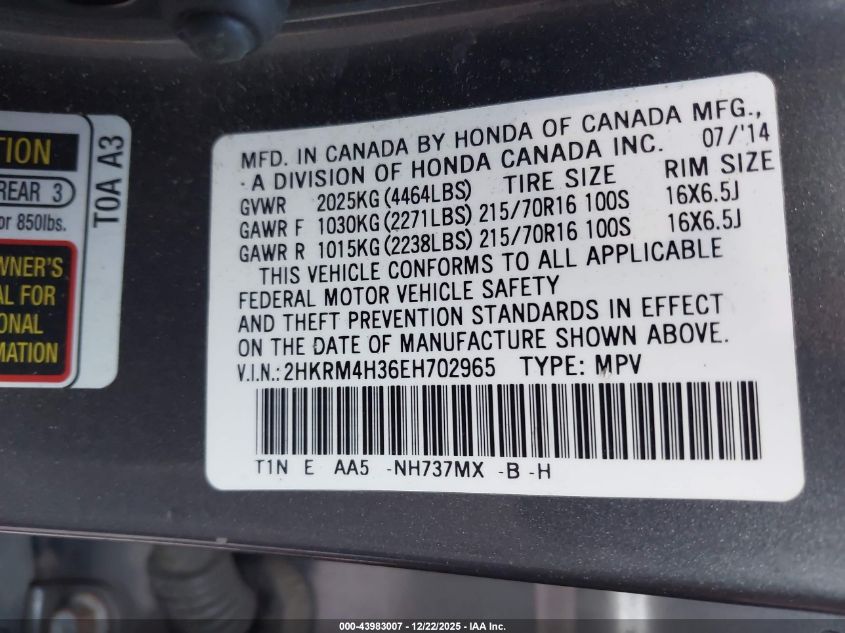 TION
REAR 3
or 850lbs.
WNER'S
AL FOR
ONAL
MATION
T0A A3
MFD. IN CANADA BY HONDA OF CANADA MFG.,
A DIVISION OF HONDA CANADA INC. 07/'14
GVWR 2025KG (4464LBS) TIRE SIZE RIM SIZE
GAWR F 1030KG (2271LBS) 215/70R16 100S 16X6.5J
GAWR R 1015KG (2238LBS) 215/70R16 100S 16X6.5J
THIS VEHICLE CONFORMS TO ALL APPLICABLE
FEDERAL MOTOR VEHICLE SAFETY
AND THEFT PREVENTION STANDARDS IN EFFECT
ON THE DATE OF MANUFACTURE SHOWN ABOVE.
V.I.N.: 2HKRM4H36EH702965 TYPE: MPV
T1N E AA5 -NH737MX -B -H
000-43983007 - 12/22/2025 - IAA Inc.